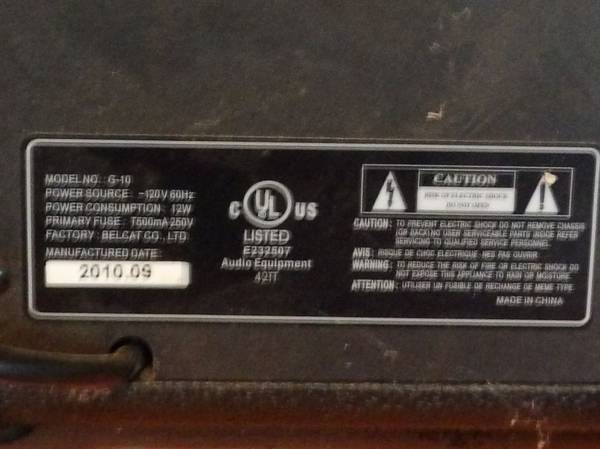 MODEL NO. : G-10
POWER SOURCE : ~120V 60Hz
POWER CONSUMPTION : 12W
PRIMARY FUSE : T500mA 250V
FACTORY : BELCAT CO., LTD.
MANUFACTURED DATE:
2010.09
C UL US
LISTED
E232507
Audio Equipment
42IT
CAUTION
RISK OF ELECTRIC SHOCK
DO NOT OPEN
CAUTION: TO PREVENT ELECTRIC SHOCK DO NOT REMOVE CHASSIS
(OR BACK) NO USER SERVICEABLE PARTS INSIDE REFER
SERVICING TO QUALIFIED SERVICE PERSONNEL.
AVIS: RISQUE DE CHOC ELECTRIQUE NES PAS OUVRIR
WARNING: TO REDUCE THE RISK OF FIRE OR ELECTRIC SHOCK DO
NOT EXPOSE THIS APPLIANCE TO RAIN OR MOISTURE.
ATTENTION: UTILISER UN FUSIBLE DE RECHANGE DE MEME TYPE.
MADE IN CHINA